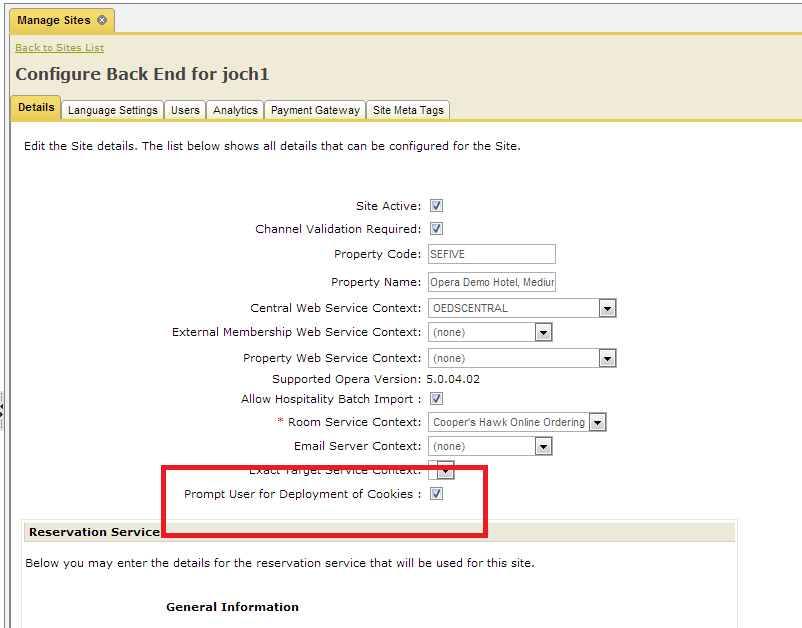 Manage Sites
Back to Sites List
Configure Back End for joch1
Details Language Settings Users Analytics Payment Gateway Site Meta Tags
Edit the Site details. The list below shows all details that can be configured for the Site.
Site Active:
Channel Validation Required:
Property Code: SEFIVE
Property Name: Opera Demo Hotel, Mediur
Central Web Service Context: OEDSCENTRAL
External Membership Web Service Context: (none)
Property Web Service Context: (none)
Supported Opera Version: 5.0.04.02
Allow Hospitality Batch Import :
* Room Service Context: Cooper's Hawk Online Ordering
Email Server Context: (none)
Exact Target Service Context:
Prompt User for Deployment of Cookies :
Reservation Service
Below you may enter the details for the reservation service that will be used for this site.
General Information